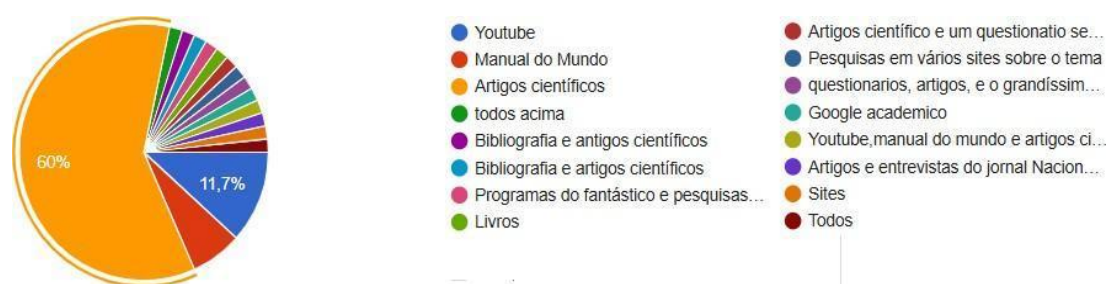 60%
11,7%
Youtube
Manual do Mundo
Artigos científicos
todos acima
Bibliografia e antigos científicos
Bibliografia e artigos científicos
Programas do fantástico e pesquisas...
Livros
Artigos científico e um questionatio se...
Pesquisas em vários sites sobre o tema
questionarios, artigos, e o grandíssim...
Google academico
Youtube,manual do mundo e artigos ci...
Artigos e entrevistas do jornal Nacion...
Sites
Todos